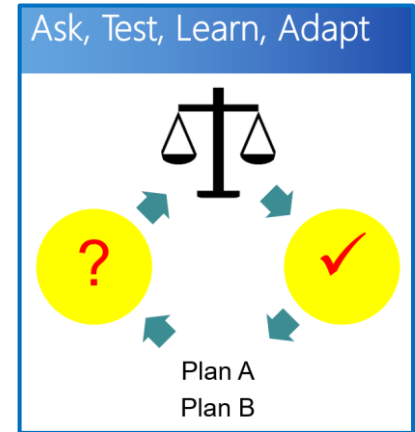 Ask, Test, Learn, Adapt
?
✓
Plan A
Plan B